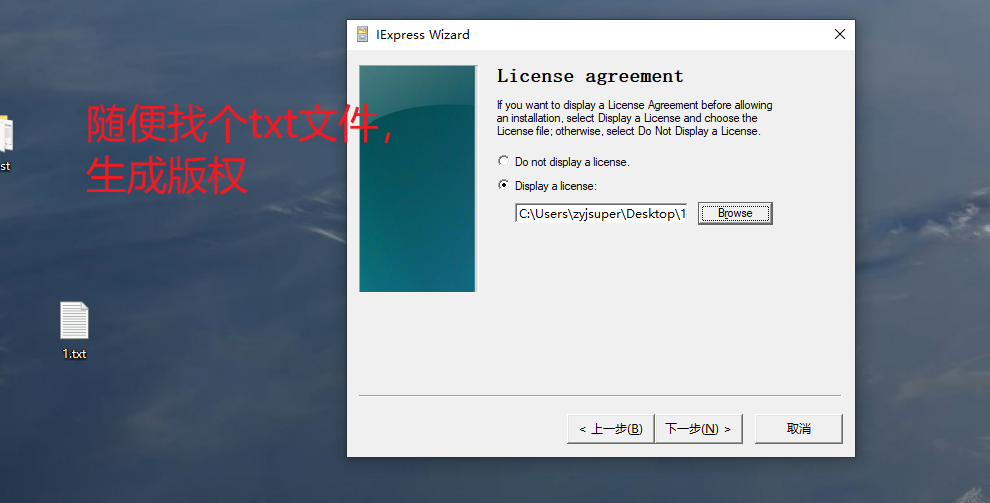 IExpress Wizard
License agreement
随便找个txt文件，
生成版权
If you want to display a License Agreement before allowing
an installation, select Display a License and choose the
License file; otherwise, select Do Not Display a License.
Do not display a license.
st
Display a license:
C:\Users\zyjsuper\Desktop\1
Browse
1.txt
< 上一步(B)
下一步(N) >
取消